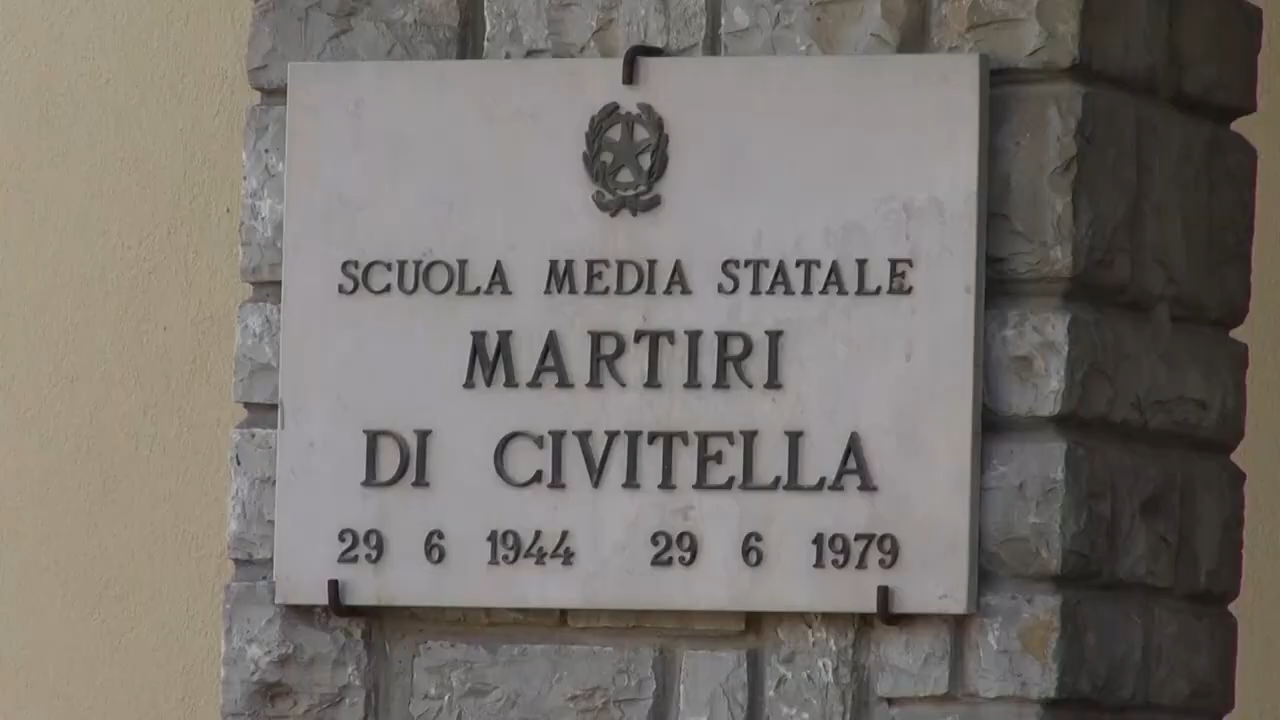 SCUOLA MEDIA STATALE
MARTIRI
DI CIVITELLA
29 6 1944 29 6 1979